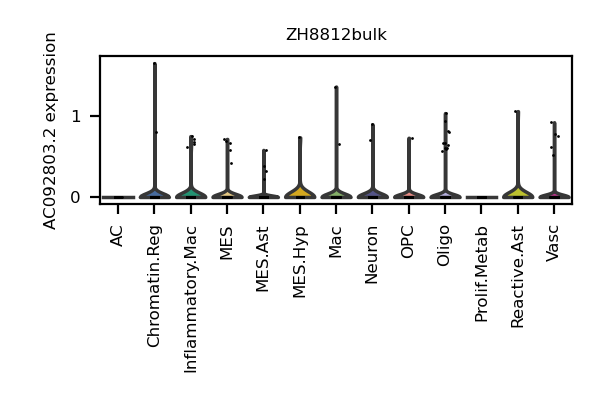 ZH8812bulk
AC092803.2 expression
1
0
AC
Chromatin.Reg
Inflammatory.Mac
MES
MES.Ast
MES.Hyp
Mac
Neuron
OPC
Oligo
Prolif.Metab
Reactive.Ast
Vasc